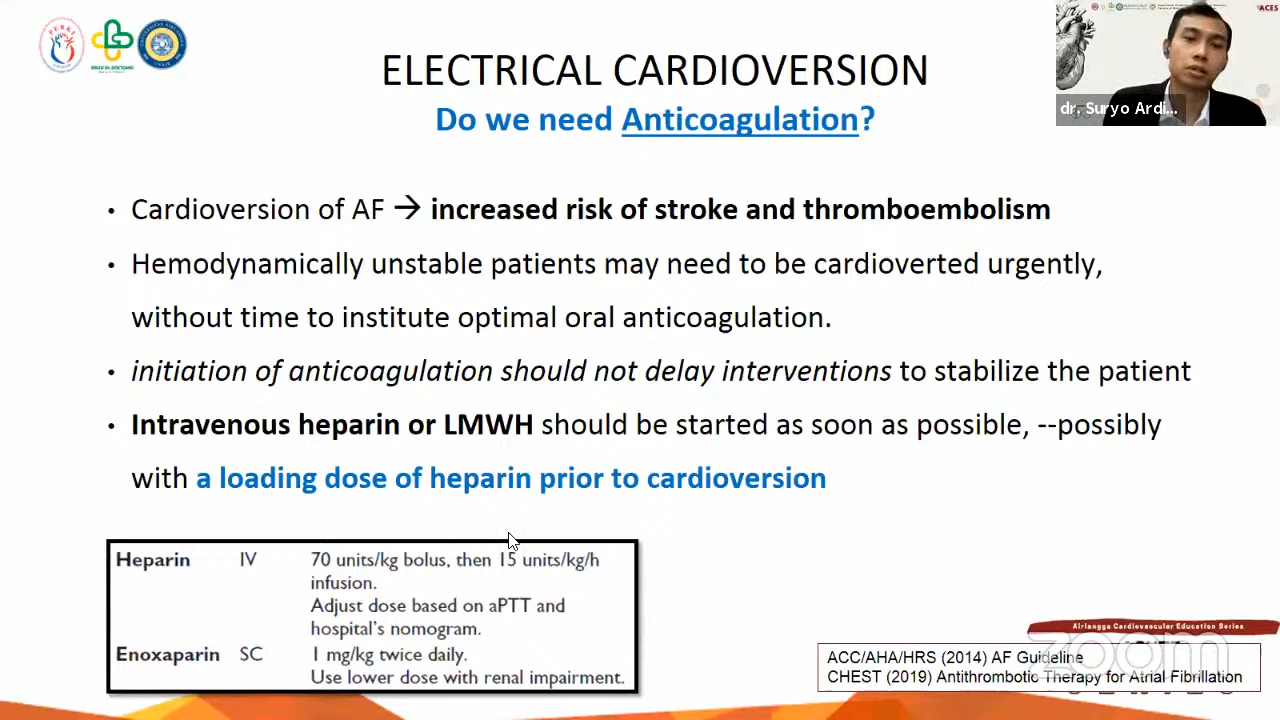 PERKI
RSUD Dr. SOETOMO
ACES
dr. Suryo Ardi...
ELECTRICAL CARDIOVERSION
Do we need Anticoagulation?
• Cardioversion of AF → increased risk of stroke and thromboembolism
• Hemodynamically unstable patients may need to be cardioverted urgently,
without time to institute optimal oral anticoagulation.
• initiation of anticoagulation should not delay interventions to stabilize the patient
• Intravenous heparin or LMWH should be started as soon as possible, --possibly
with a loading dose of heparin prior to cardioversion
Heparin IV 70 units/kg bolus, then 15 units/kg/h
infusion.
Adjust dose based on aPTT and
hospital's nomogram.
Enoxaparin SC 1 mg/kg twice daily.
Use lower dose with renal impairment.
Airlangga Cardiovascular Education Series
zoom
ACC/AHA/HRS (2014) AF Guideline
CHEST (2019) Antithrombotic Therapy for Atrial Fibrillation